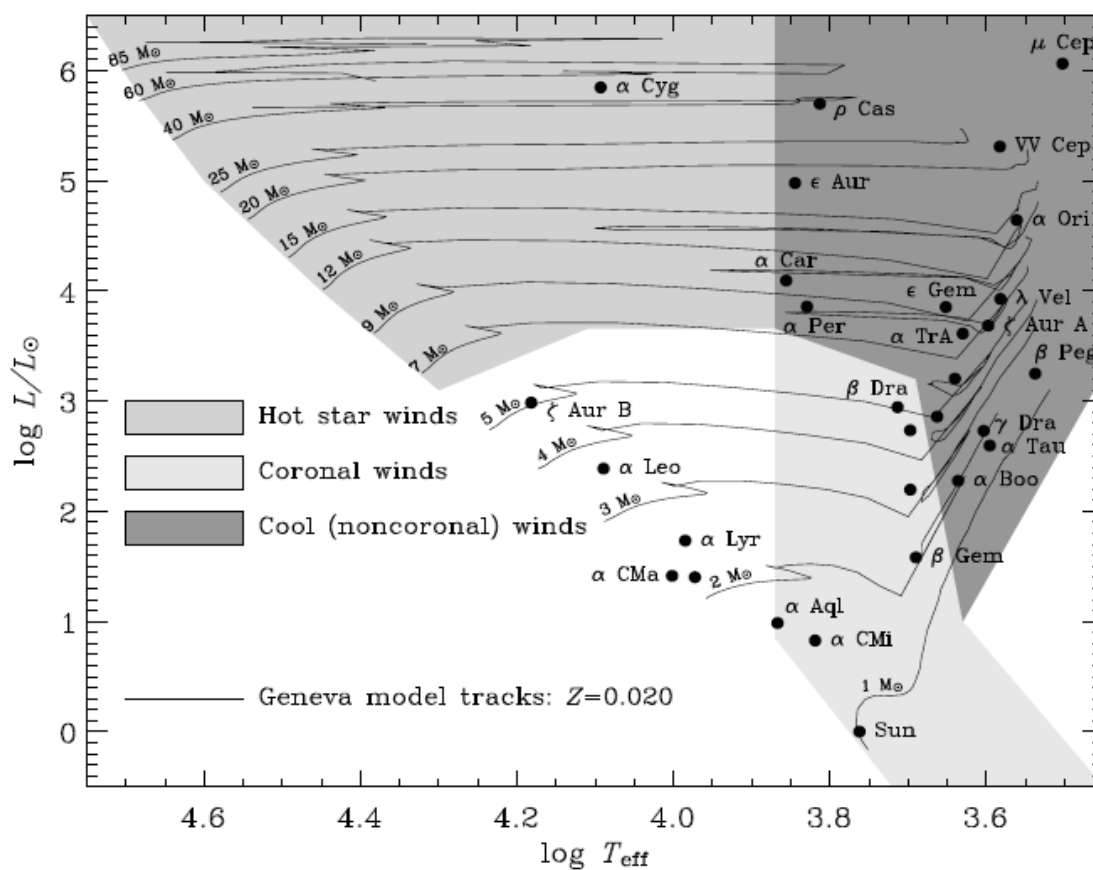 85 M☉
60 M☉
40 M☉
25 M☉
20 M☉
15 M☉
12 M☉
9 M☉
7 M☉
5 M☉
4 M☉
3 M☉
2 M☉
1 M☉
μ Cep
α Cyg
ρ Cas
VV Cep
ϵ Aur
α Ori
α Car
ϵ Gem
λ Vel
α Per
α TrA
ζ Aur A
β Peg
β Dra
ζ Aur B
γ Dra
α Tau
α Leo
α Boo
α Lyr
β Gem
α CMa
α Aql
α CMi
Sun
Hot star winds
Coronal winds
Cool (noncoronal) winds
Geneva model tracks: Z=0.020
6
5
4
3
2
1
0
log L/L☉
4.6 4.4 4.2 4.0 3.8 3.6
log Teff